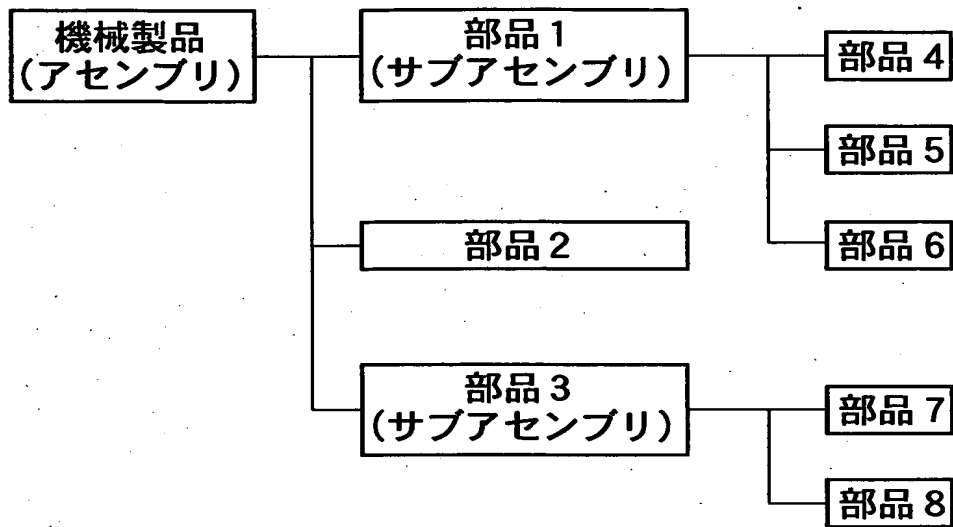 機械製品
(アセンブリ)
部品1
(サブアセンブリ)
部品4
部品5
部品6
部品2
部品3
(サブアセンブリ)
部品7
部品8